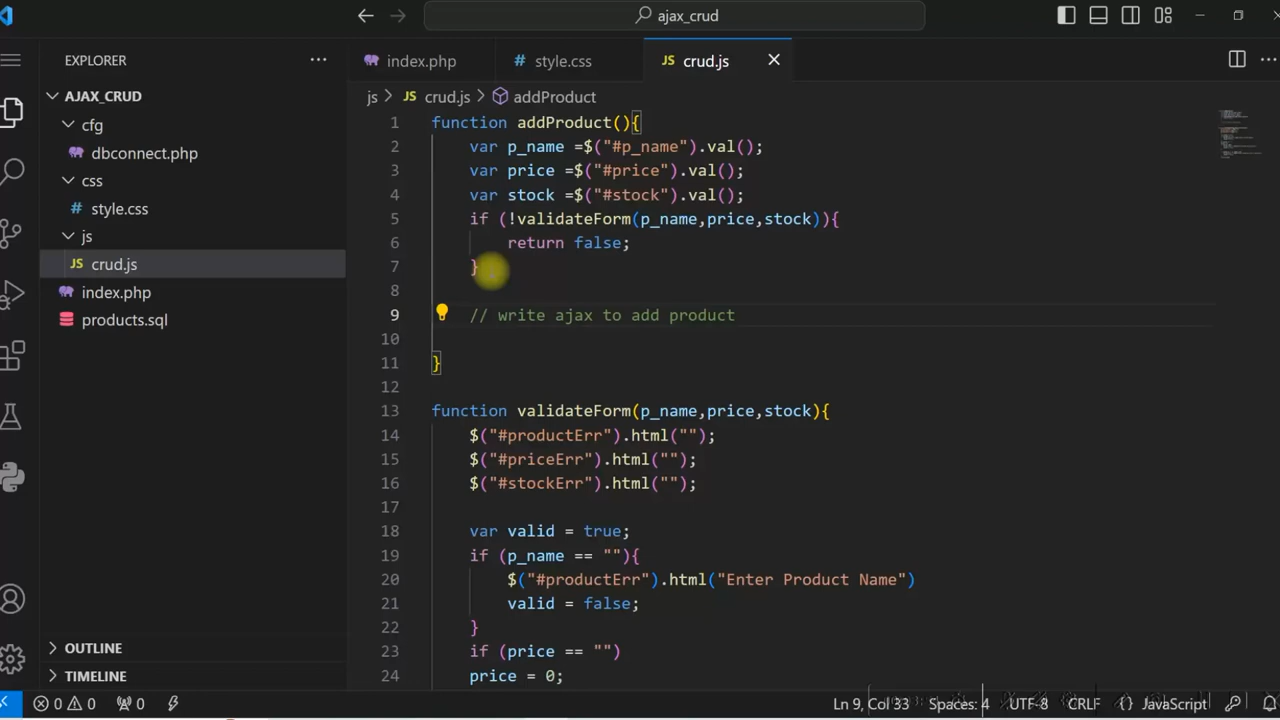 ajax_crud
EXPLORER
index.php
style.css
crud.js
AJAX_CRUD
cfg
dbconnect.php
css
style.css
js
crud.js
index.php
products.sql
OUTLINE
TIMELINE
js > crud.js > addProduct
1 function addProduct(){
2 var p_name =$("#p_name").val();
3 var price =$("#price").val();
4 var stock =$("#stock").val();
5 if (!validateForm(p_name,price,stock)){
6 return false;
7 }
8
9 // write ajax to add product
10
11 }
12
13 function validateForm(p_name,price,stock){
14 $("#productErr").html("");
15 $("#priceErr").html("");
16 $("#stockErr").html("");
17
18 var valid = true;
19 if (p_name == ""){
20 $("#productErr").html("Enter Product Name")
21 valid = false;
22 }
23 if (price == "")
24 price = 0;
0 0 0 Ln 9, Col 33 Spaces: 4 UTF-8 CRLF {} JavaScript